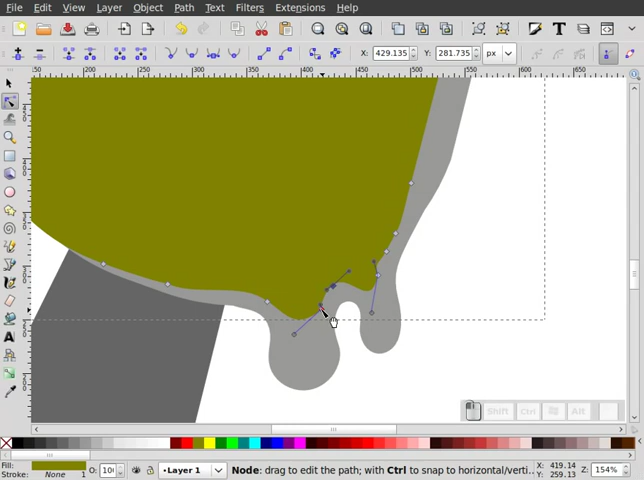 File Edit View Layer Object Path Text Filters Extensions Help
X: 429.135 Y: 281.735 px
200 250 300 350 400 450 500 550 600 650
Shift Ctrl Alt
Fill: Stroke: None 1 O: 100 •Layer 1 Node: drag to edit the path; with Ctrl to snap to horizontal/verti... X: 419.14 Y: 259.13 Z: 154%